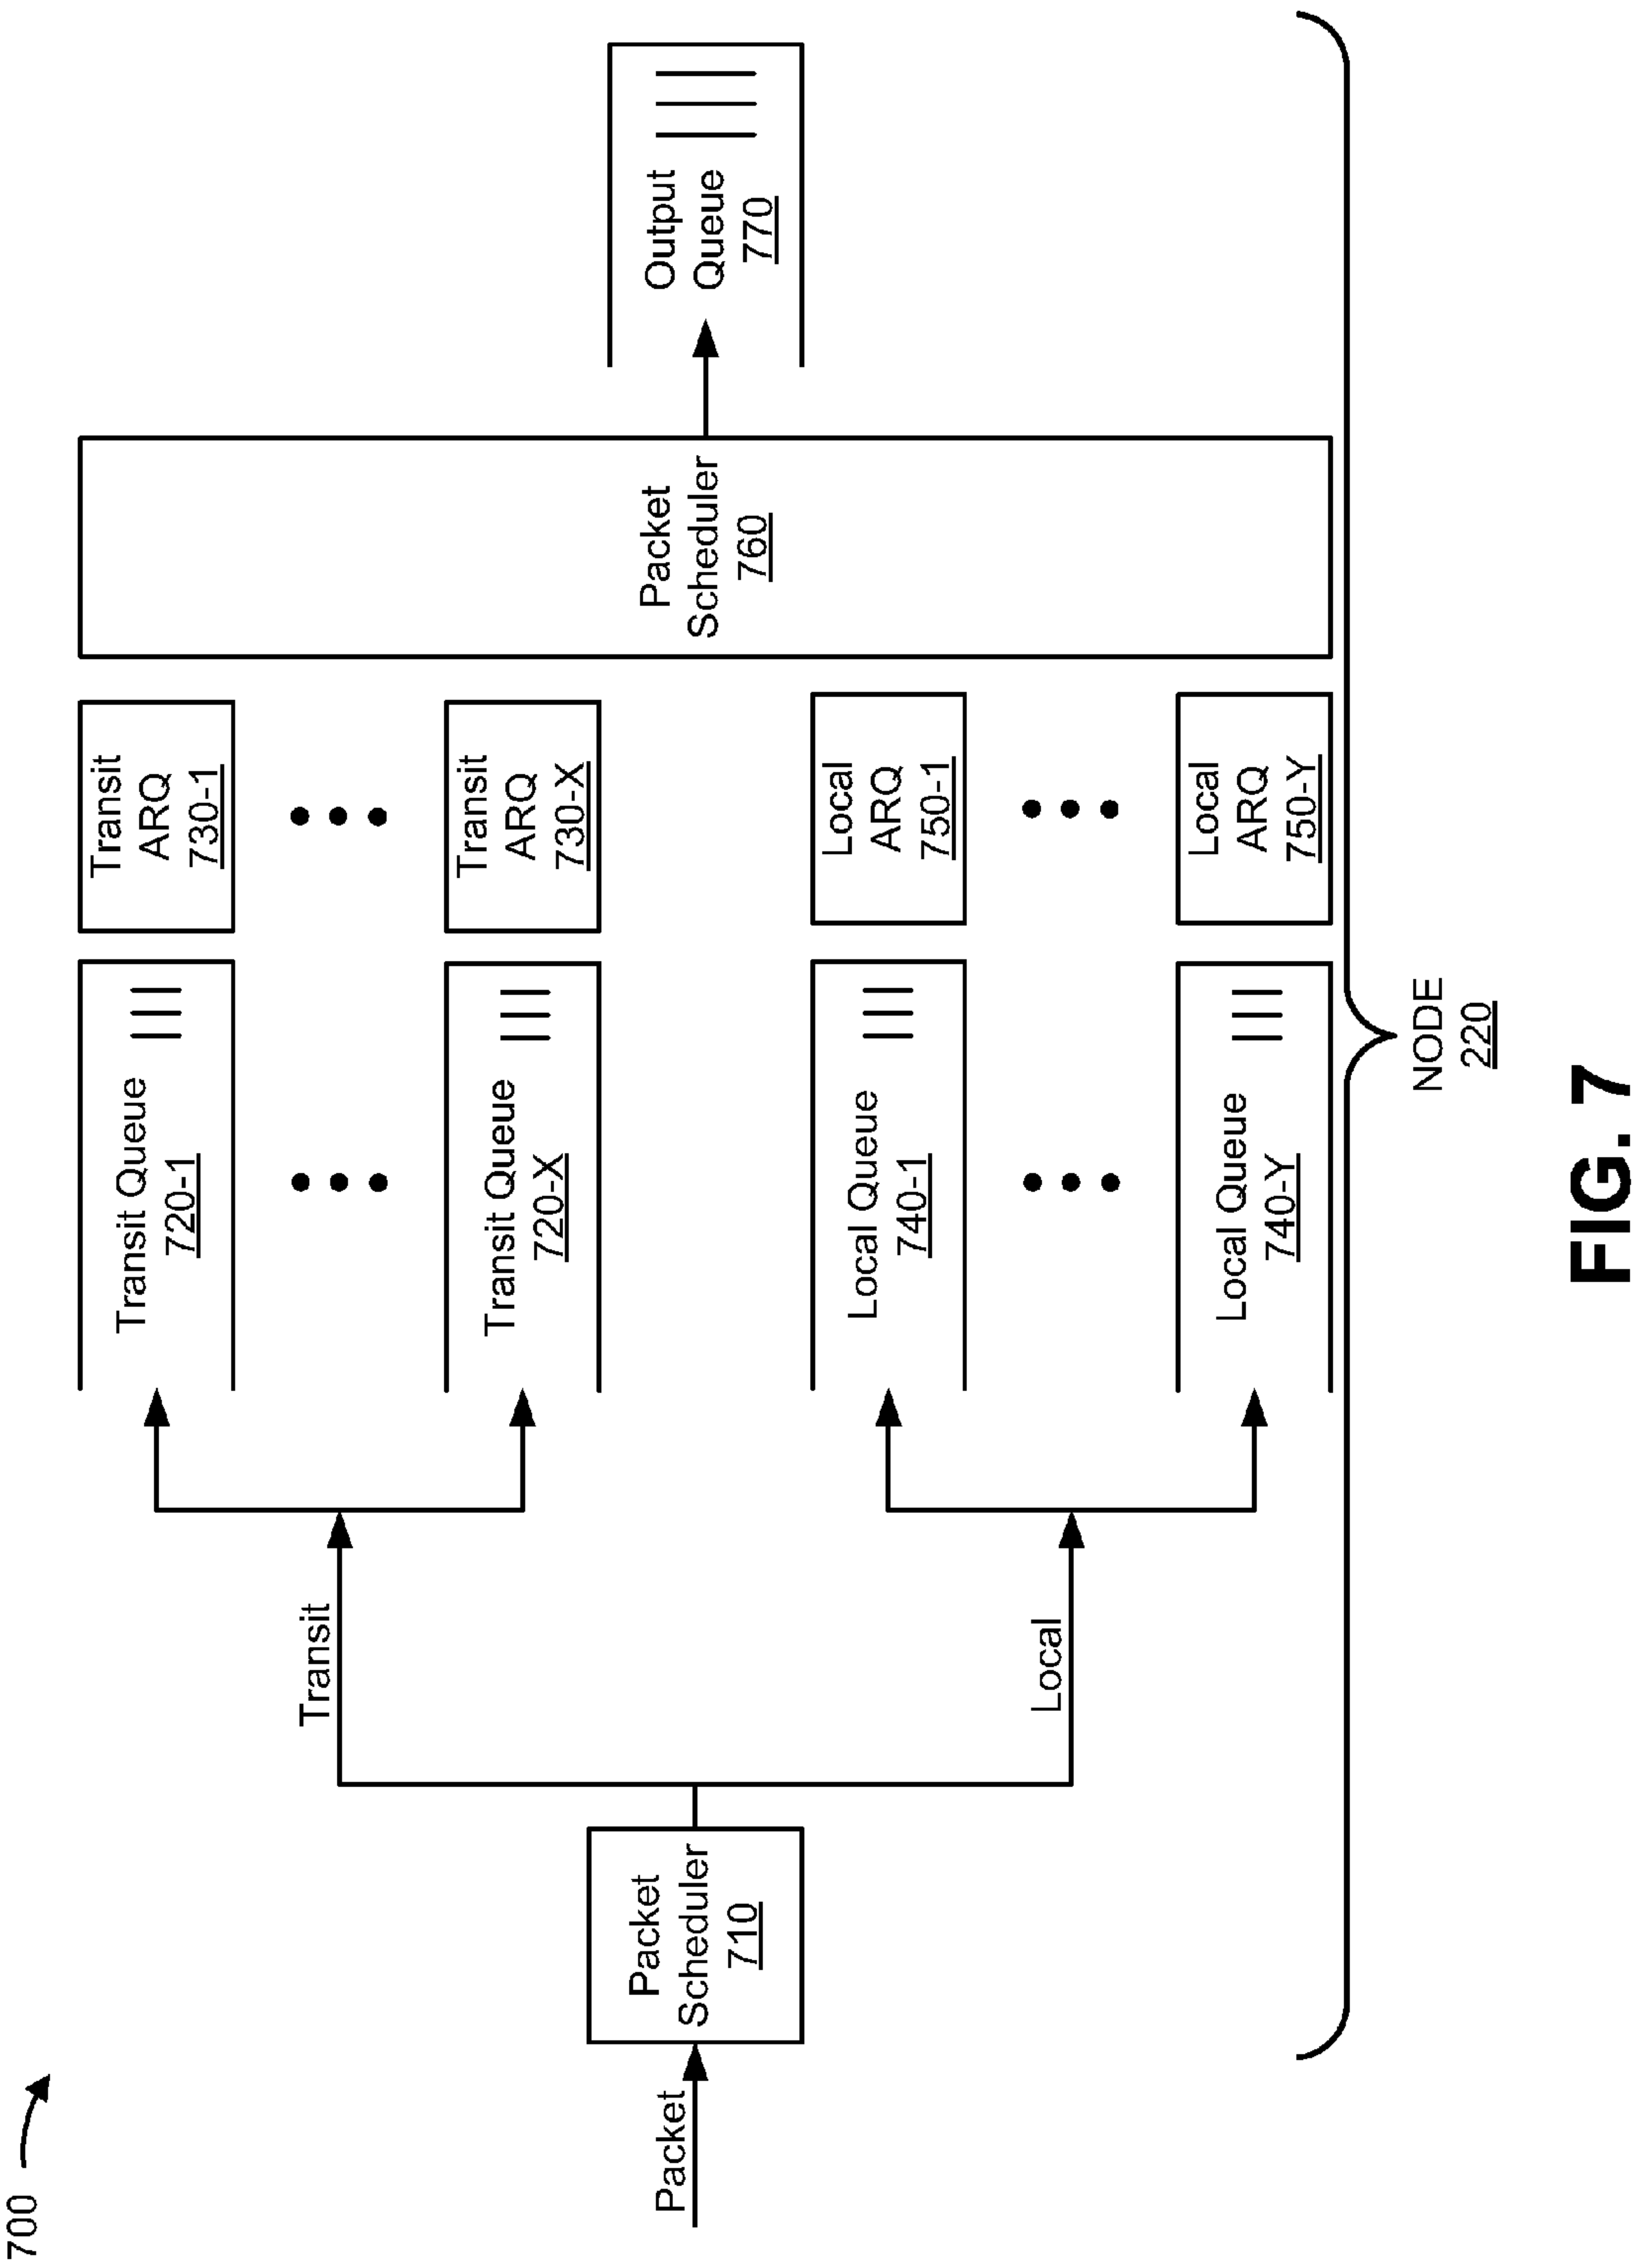 700
Packet
Packet
Scheduler
710
Transit
Local
Transit Queue
720-1
Transit Queue
720-X
Local Queue
740-1
Local Queue
740-Y
Transit
ARQ
730-1
Transit
ARQ
730-X
Local
ARQ
750-1
Local
ARQ
750-Y
Packet
Scheduler
760
Output
Queue
770
NODE
220
FIG. 7